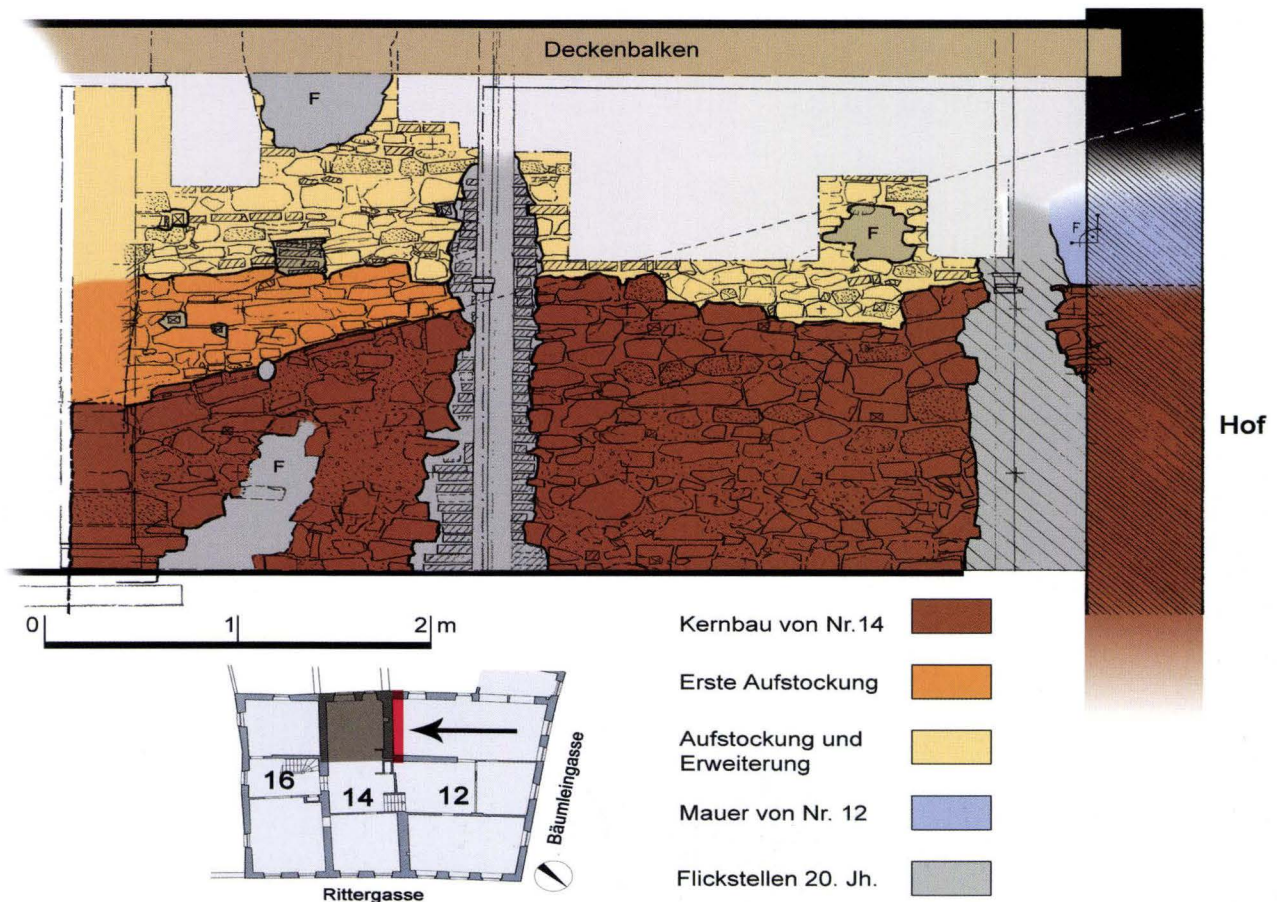 Deckenbalken
F
F
F
F
Hof
0 1 2 m
Kernbau von Nr.14
Erste Aufstockung
Aufstockung und
Erweiterung
Mauer von Nr. 12
Flickstellen 20. Jh.
16
14
12
Bäumleingasse
Rittergasse